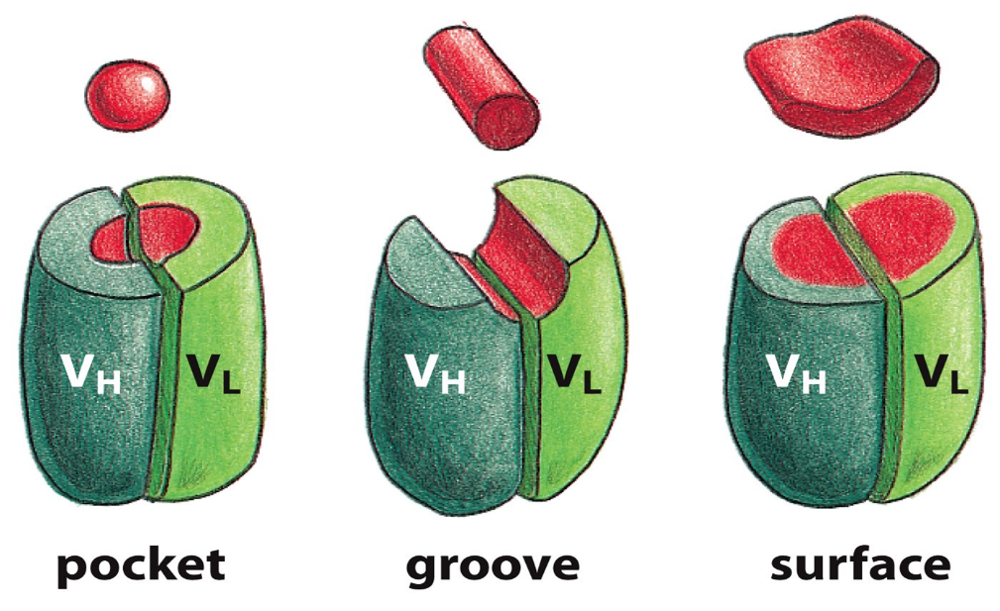 VH VL
VH VL
VH VL
pocket
groove
surface